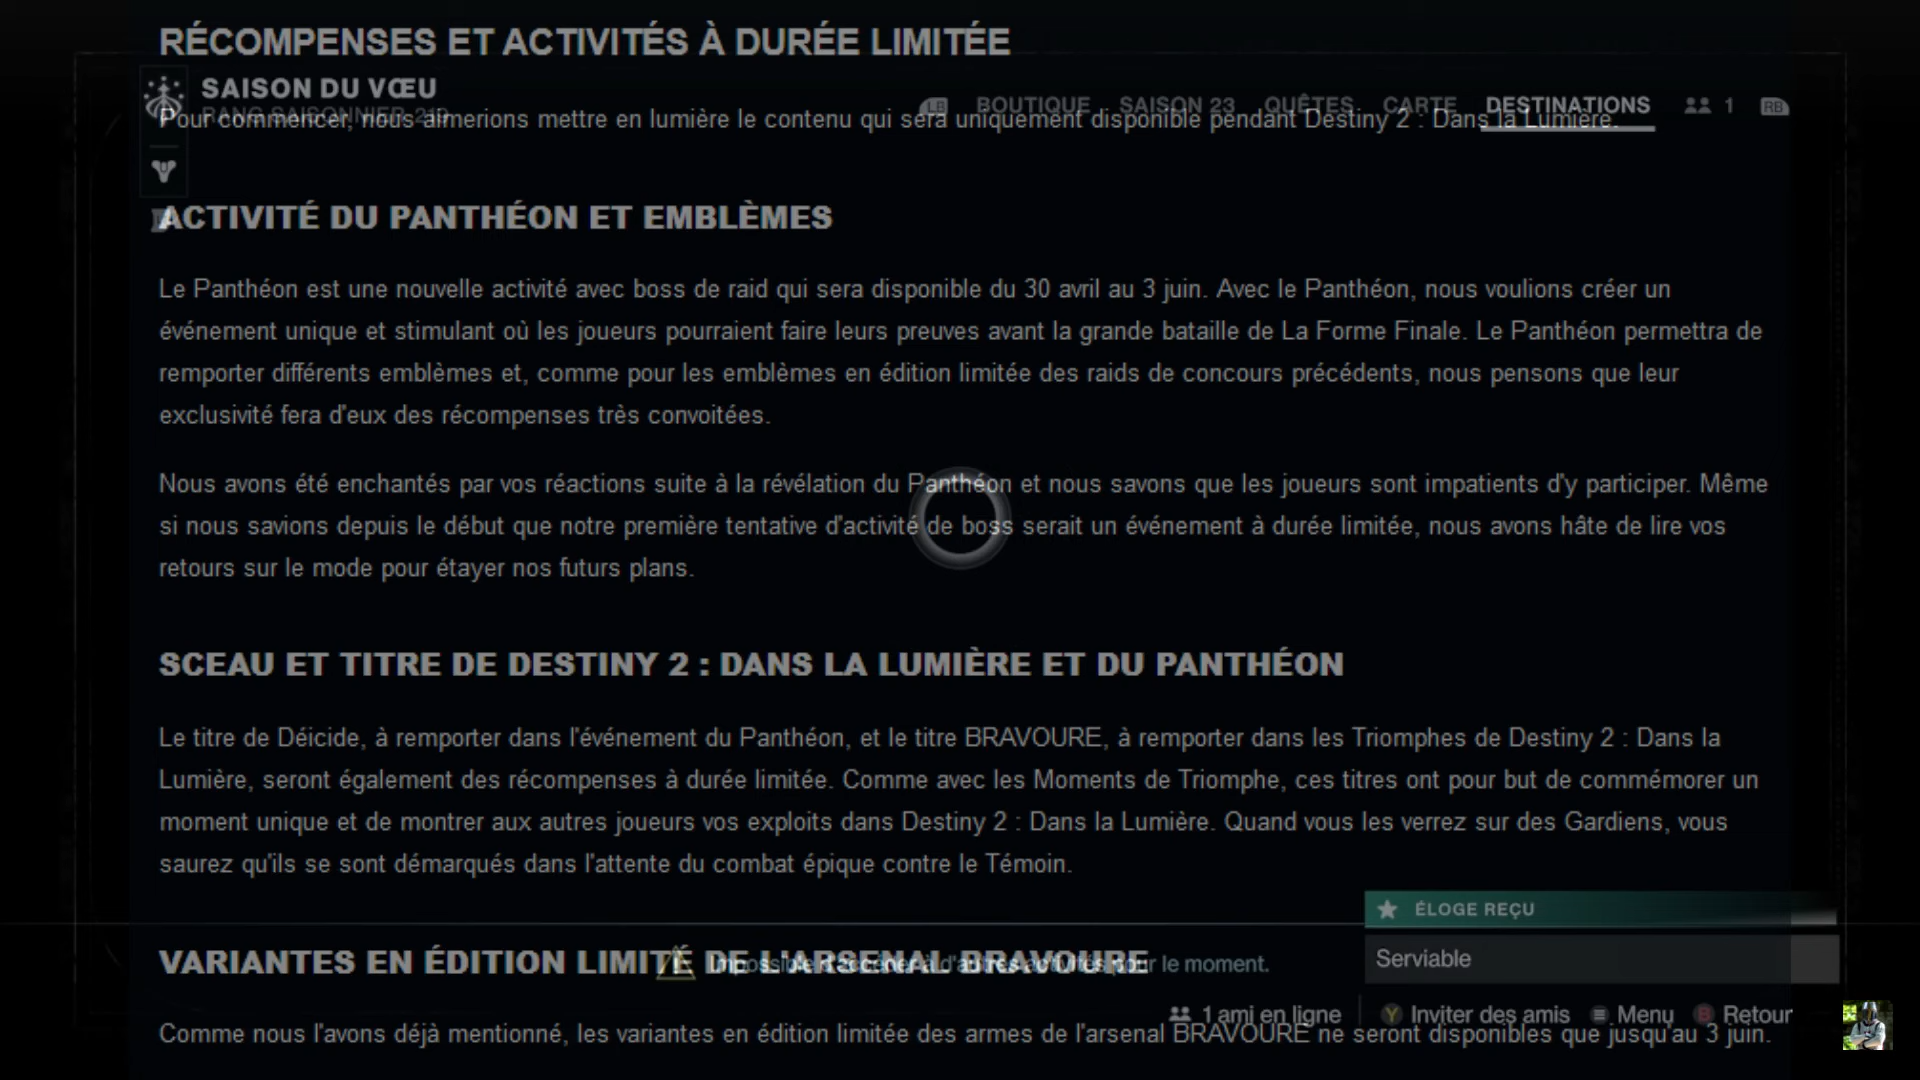 RÉCOMPENSES ET ACTIVITÉS À DURÉE LIMITÉE
SAISON DU VŒU
RANG SAISONNIER
LB BOUTIQUE SAISON 23 QUÊTES CARTE DESTINATIONS 1 RB
Pour commencer, nous aimerions mettre en lumière le contenu qui sera uniquement disponible pendant Destiny 2 : Dans la Lumière.
ACTIVITÉ DU PANTHÉON ET EMBLÈMES
Le Panthéon est une nouvelle activité avec boss de raid qui sera disponible du 30 avril au 3 juin. Avec le Panthéon, nous voulions créer un
événement unique et stimulant où les joueurs pourraient faire leurs preuves avant la grande bataille de La Forme Finale. Le Panthéon permettra de
remporter différents emblèmes et, comme pour les emblèmes en édition limitée des raids de concours précédents, nous pensons que leur
exclusivité fera d'eux des récompenses très convoitées.
Nous avons été enchantés par vos réactions suite à la révélation du Panthéon et nous savons que les joueurs sont impatients d'y participer. Même
si nous savions depuis le début que notre première tentative d'activité de boss serait un événement à durée limitée, nous avons hâte de lire vos
retours sur le mode pour étayer nos futurs plans.
SCEAU ET TITRE DE DESTINY 2 : DANS LA LUMIÈRE ET DU PANTHÉON
Le titre de Déicide, à remporter dans l'événement du Panthéon, et le titre BRAVOURE, à remporter dans les Triomphes de Destiny 2 : Dans la
Lumière, seront également des récompenses à durée limitée. Comme avec les Moments de Triomphe, ces titres ont pour but de commémorer un
moment unique et de montrer aux autres joueurs vos exploits dans Destiny 2 : Dans la Lumière. Quand vous les verrez sur des Gardiens, vous
saurez qu'ils se sont démarqués dans l'attente du combat épique contre le Témoin.
ÉLOGE REÇU
Serviable
VARIANTES EN ÉDITION LIMITÉ DE L'ARSENAL BRAVOURE
Impossible d'accéder à d'autres activités pour le moment.
1 ami en ligne Y Inviter des amis Menu B Retour
Comme nous l'avons déjà mentionné, les variantes en édition limitée des armes de l'arsenal BRAVOURE ne seront disponibles que jusqu'au 3 juin.